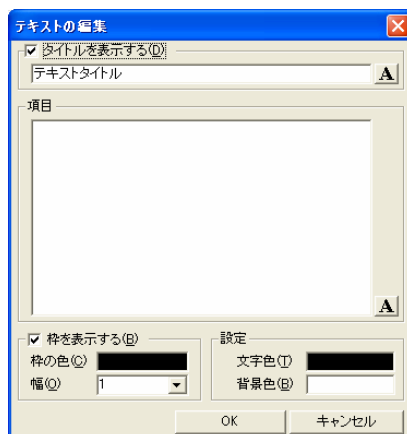 テキストの編集
タイトルを表示する(D)
テキストタイトル
A
項目
A
枠を表示する(B)
設定
枠の色(C)
文字色(T)
幅(O)
1
背景色(B)
OK
キャンセル